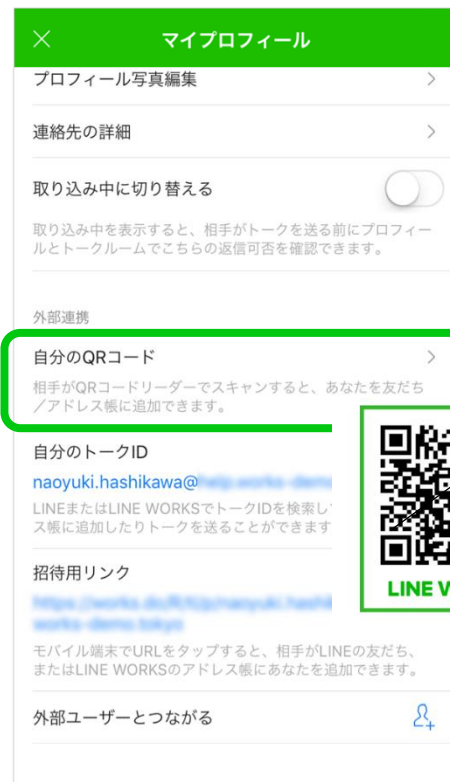 マイプロフィール
プロフィール写真編集
連絡先の詳細
取り込み中に切り替える
取り込み中を表示すると、相手がトークを送る前にプロフィー
ルとトークルームでこちらの返信可否を確認できます。
外部連携
自分のQRコード
相手がQRコードリーダーでスキャンすると、あなたを友だち
/アドレス帳に追加できます。
自分のトークID
naoyuki.hashikawa@
LINEまたはLINE WORKSでトークIDを検索し
ス帳に追加したりトークを送ることができます
LINE W
招待用リンク
モバイル端末でURLをタップすると、相手がLINEの友だち、
またはLINE WORKSのアドレス帳にあなたを追加できます。
外部ユーザーとつながる